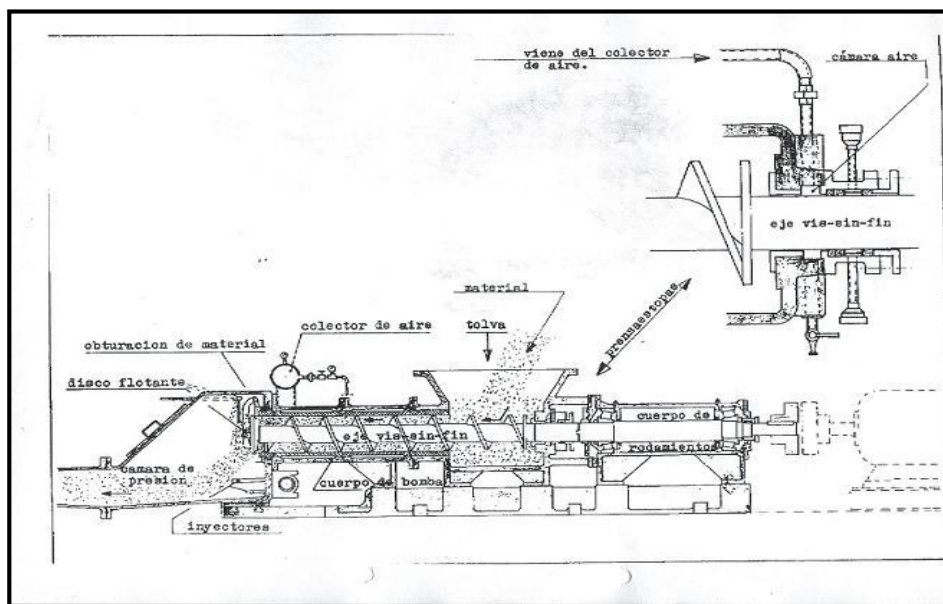 viene del colector
de aire.
cámara aire
eje vis-sin-fin
material
prensaestopas
colector de aire
tolva
obturacion de material
disco flotante
eje vis-sin-fin
cuerpo de
rodamientos
camara de
presion
cuerpo de bomba
inyectores